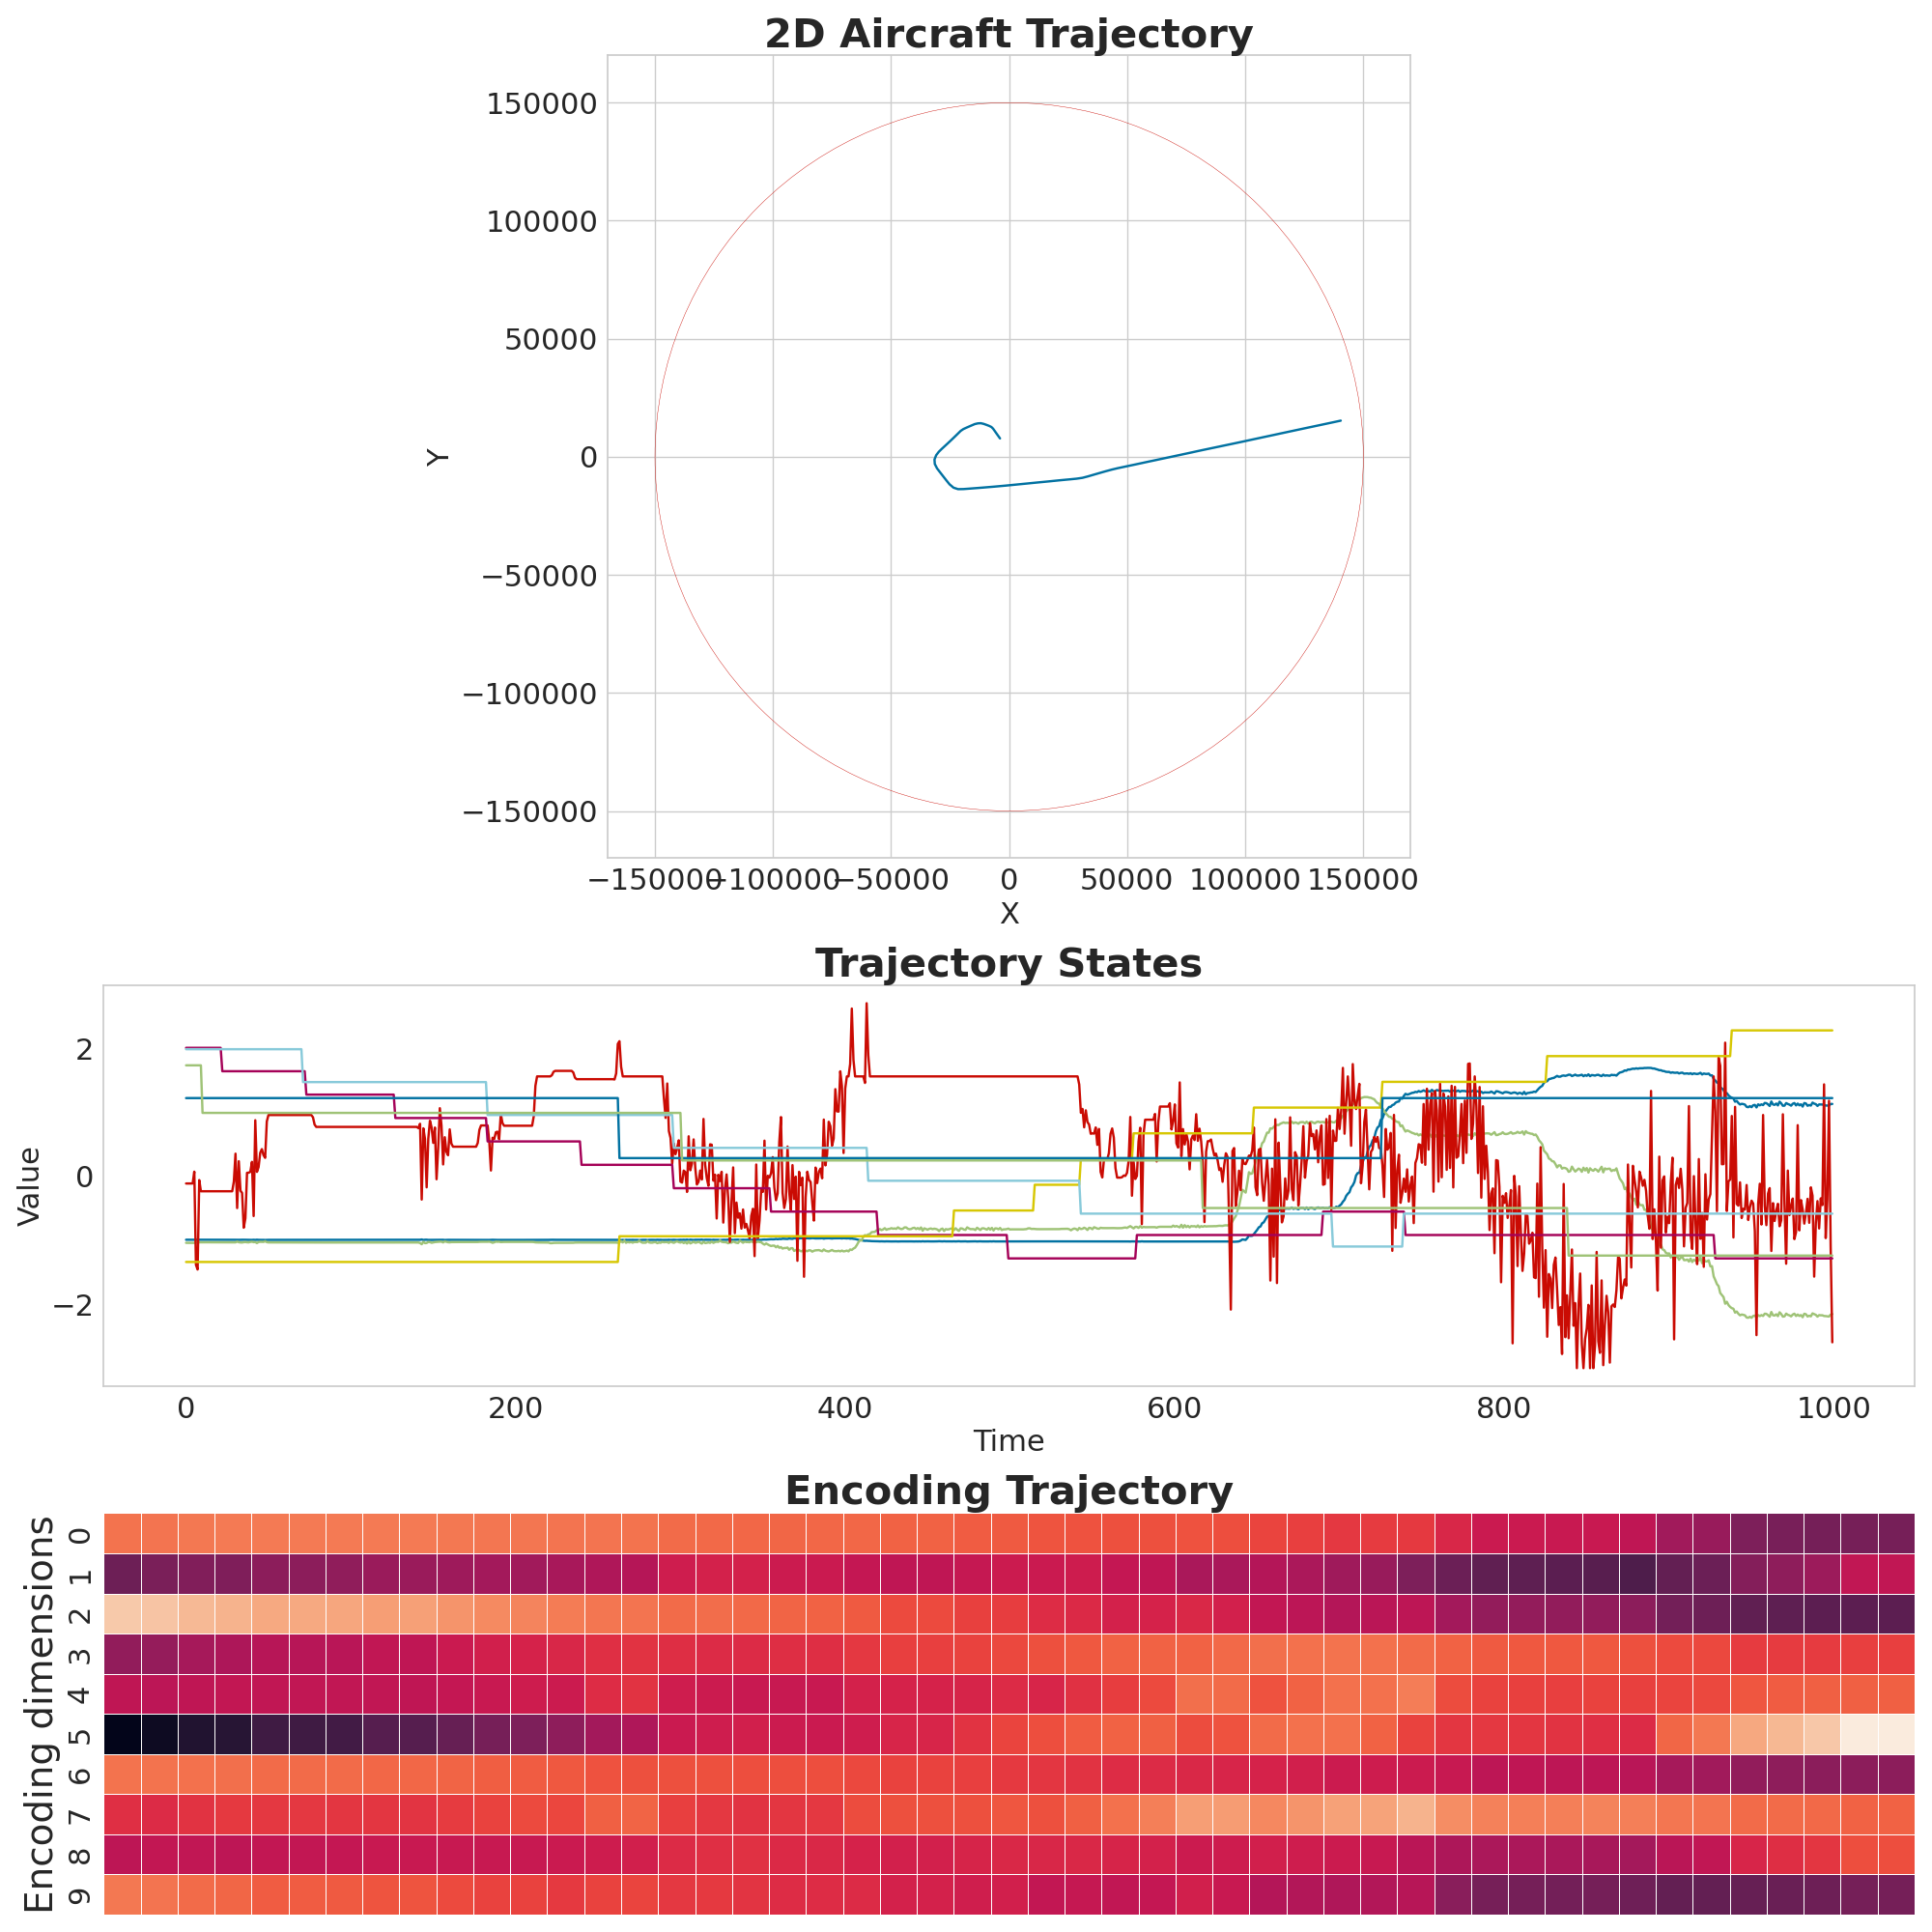 2D Aircraft Trajectory
150000
100000
50000
0
−50000
−100000
−150000
Y
−150000 −100000 −50000 0 50000 100000 150000
X
Trajectory States
2
0
−2
Value
0 200 400 600 800 1000
Time
Encoding Trajectory
Encoding dimensions
0
1
2
3
4
5
6
7
8
9